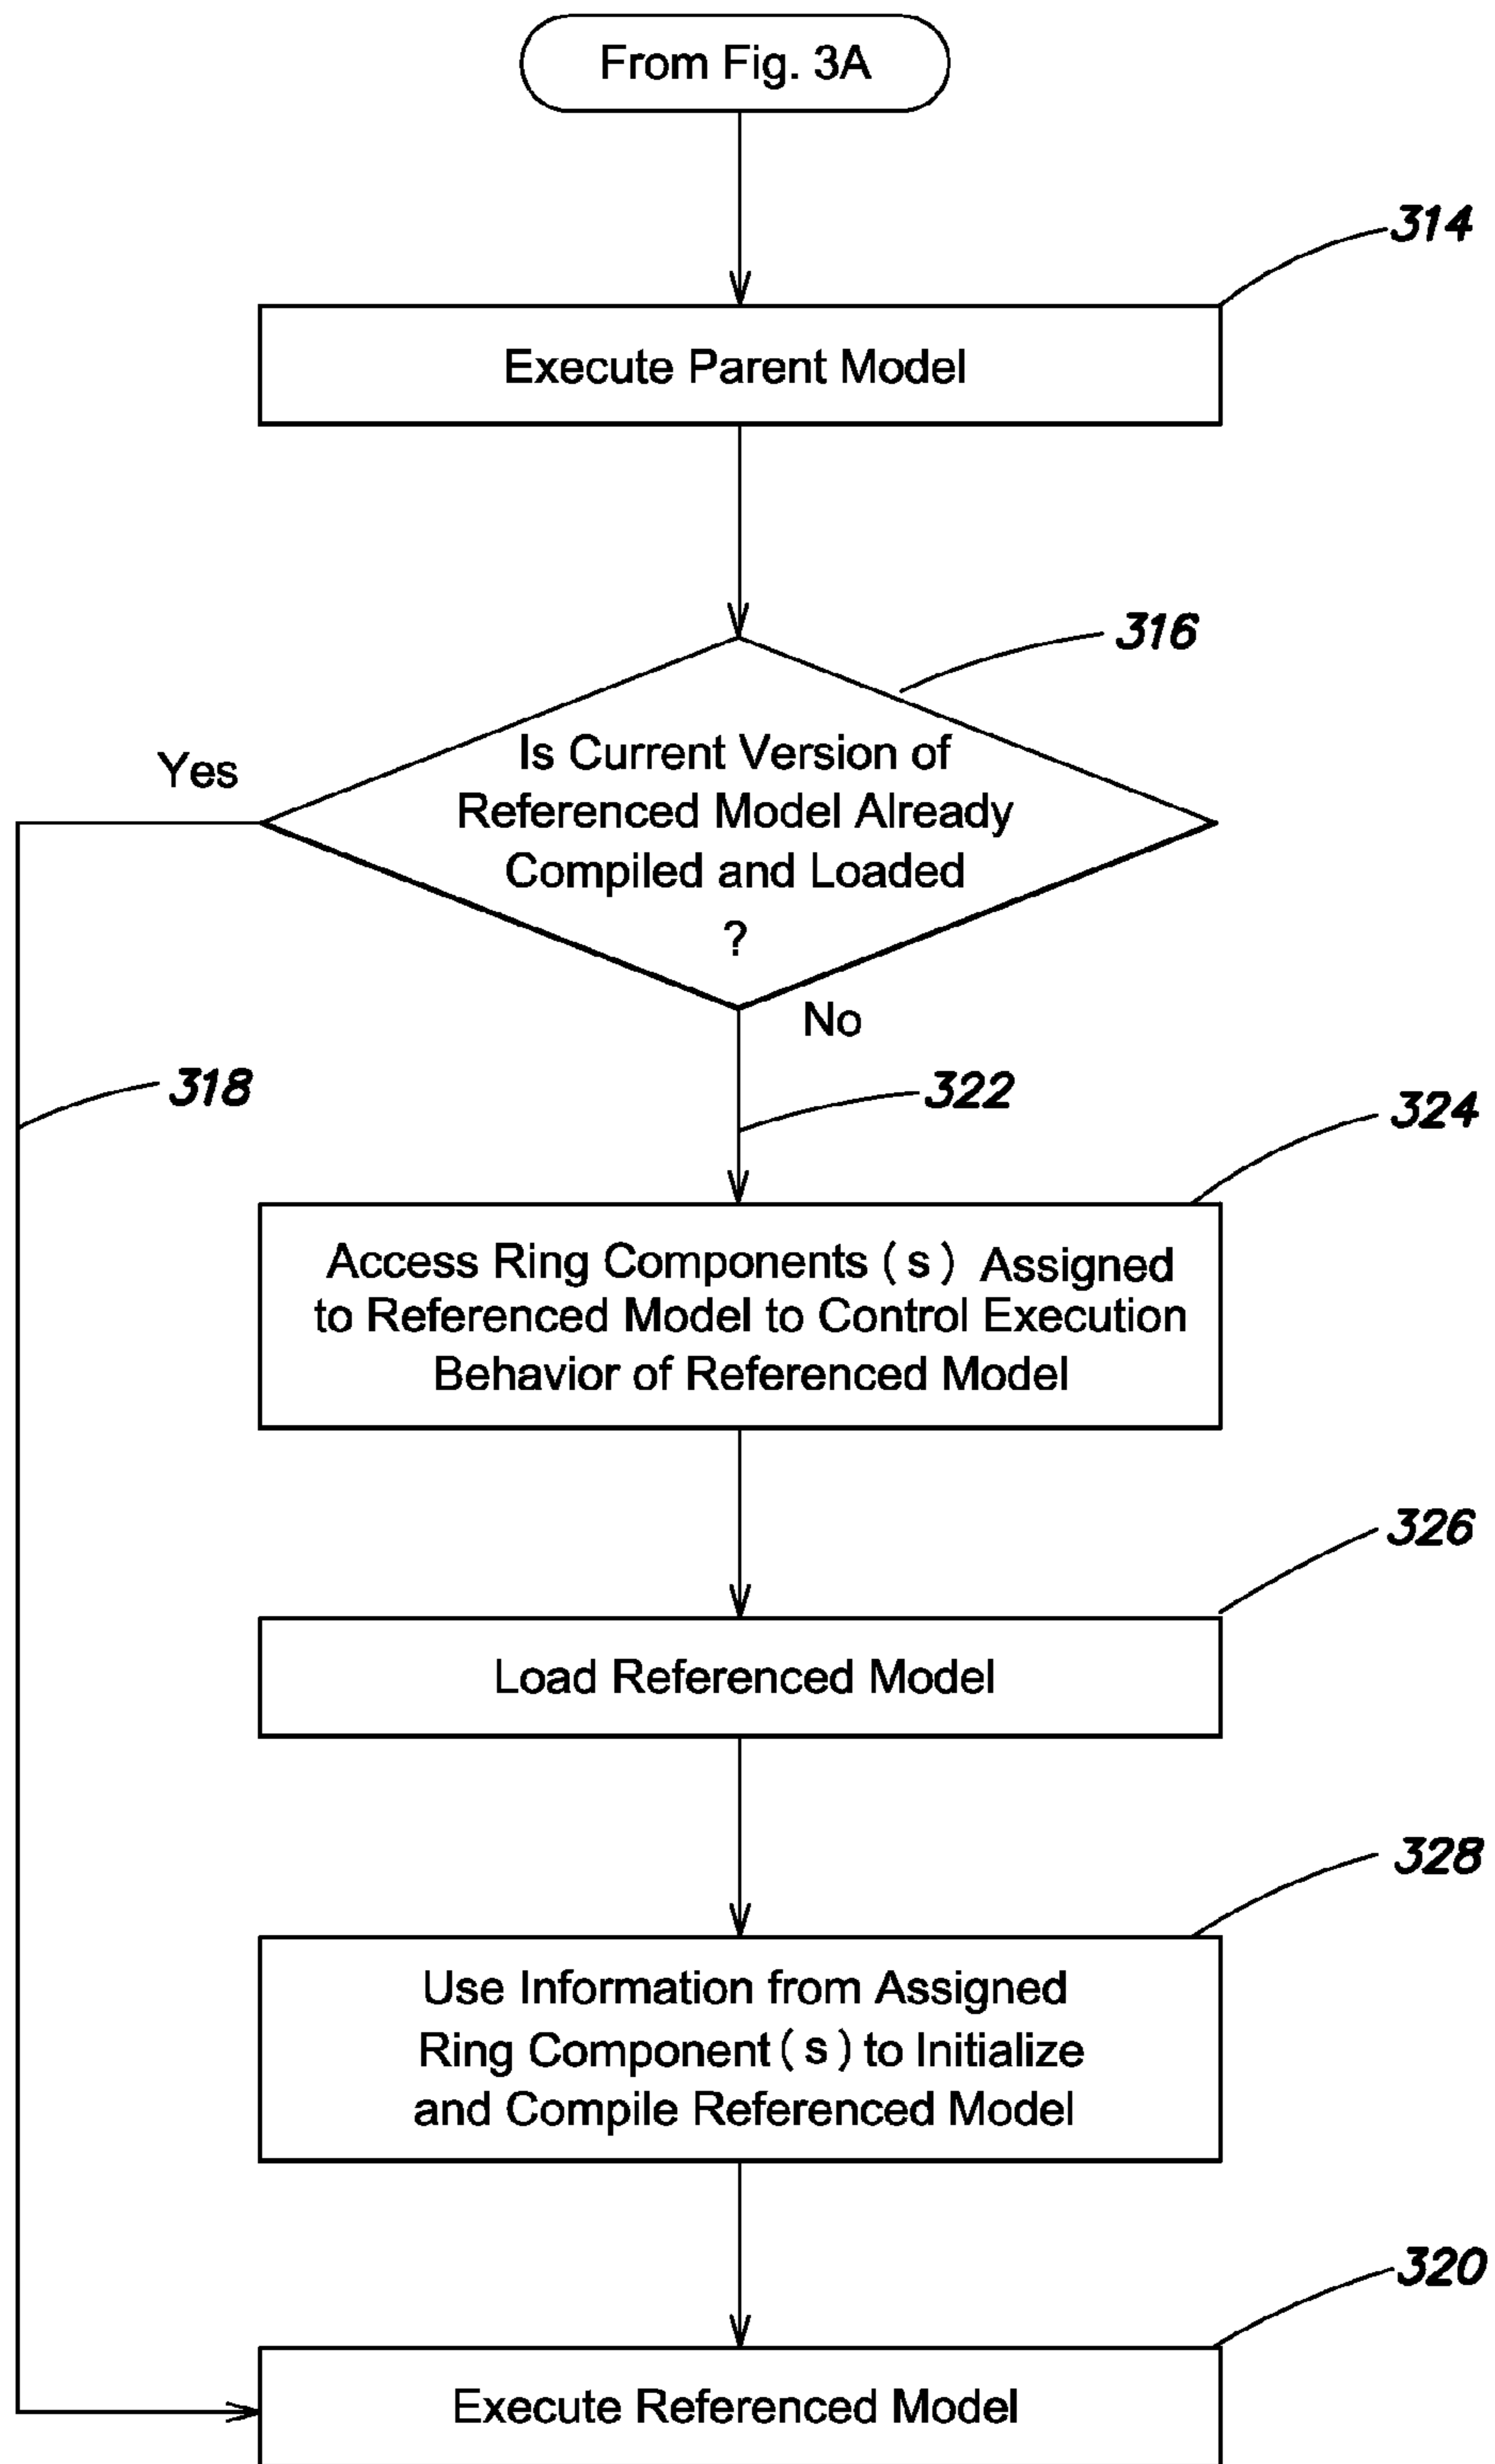 From Fig. 3A
314
Execute Parent Model
316
Is Current Version of
Referenced Model Already
Compiled and Loaded
?
Yes
No
318
322
324
Access Ring Components (s) Assigned
to Referenced Model to Control Execution
Behavior of Referenced Model
326
Load Referenced Model
328
Use Information from Assigned
Ring Component (s) to Initialize
and Compile Referenced Model
320
Execute Referenced Model